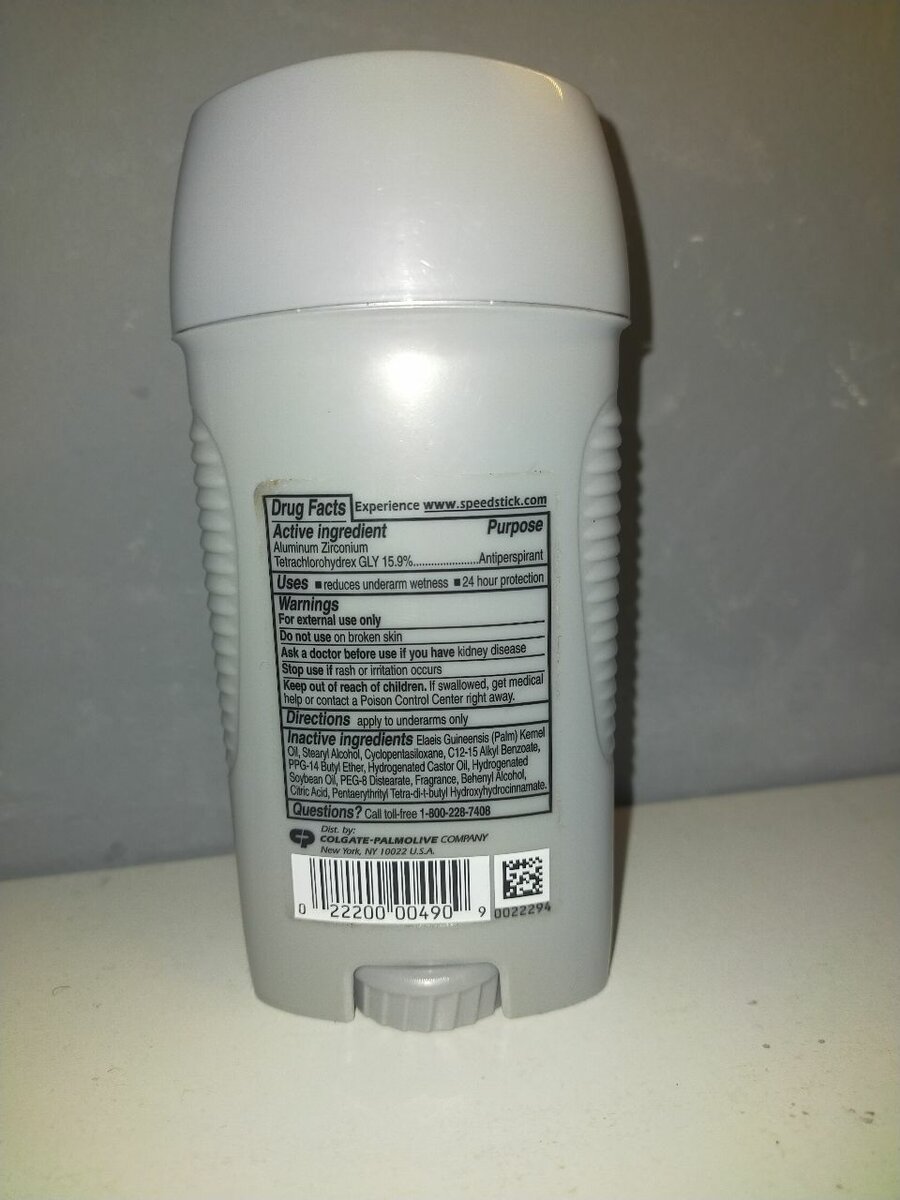 Drug Facts Experience www.speedstick.com
Active ingredient Purpose
Aluminum Zirconium
Tetrachlorohydrex GLY 15.9%......................Antiperspirant
Uses ■ reduces underarm wetness ■ 24 hour protection
Warnings
For external use only
Do not use on broken skin
Ask a doctor before use if you have kidney disease
Stop use if rash or irritation occurs
Keep out of reach of children. If swallowed, get medical
help or contact a Poison Control Center right away.
Directions apply to underarms only
Inactive ingredients Elaeis Guineensis (Palm) Kernel
Oil, Stearyl Alcohol, Cyclopentasiloxane, C12-15 Alkyl Benzoate,
PPG-14 Butyl Ether, Hydrogenated Castor Oil, Hydrogenated
Soybean Oil, PEG-8 Distearate, Fragrance, Behenyl Alcohol,
Citric Acid, Pentaerythrityl Tetra-di-t-butyl Hydroxyhydrocinnamate.
Questions? Call toll-free 1-800-228-7408
CP
Dist. by:
COLGATE-PALMOLIVE COMPANY
New York, NY 10022 U.S.A.
0 22200 00490 9 0022294